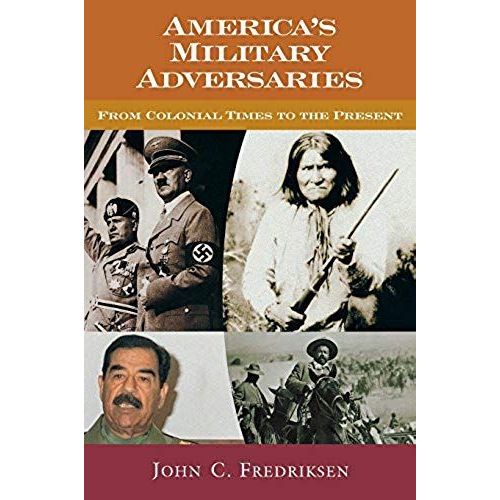 AMERICA'S
MILITARY
ADVERSARIES
FROM COLONIAL TIMES TO THE PRESENT
JOHN C. FREDRIKSEN